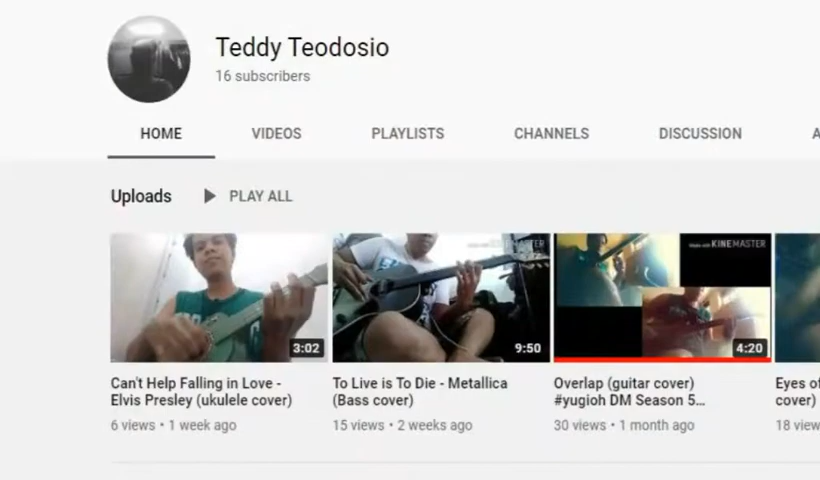 Teddy Teodosio
16 subscribers
HOME VIDEOS PLAYLISTS CHANNELS DISCUSSION A
Uploads PLAY ALL
KINEMASTER
Made with KINEMASTER
3:02
9:50
4:20
Can't Help Falling in Love -
Elvis Presley (ukulele cover)
6 views • 1 week ago
To Live is To Die - Metallica
(Bass cover)
15 views • 2 weeks ago
Overlap (guitar cover)
#yugioh DM Season 5...
30 views • 1 month ago
Eyes of
cover)
18 view